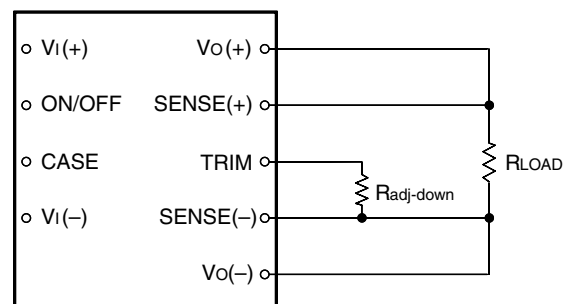 VI(+) VO(+)
ON/OFF SENSE(+)
CASE TRIM RLOAD
Radj-down
VI(–) SENSE(–)
VO(–)